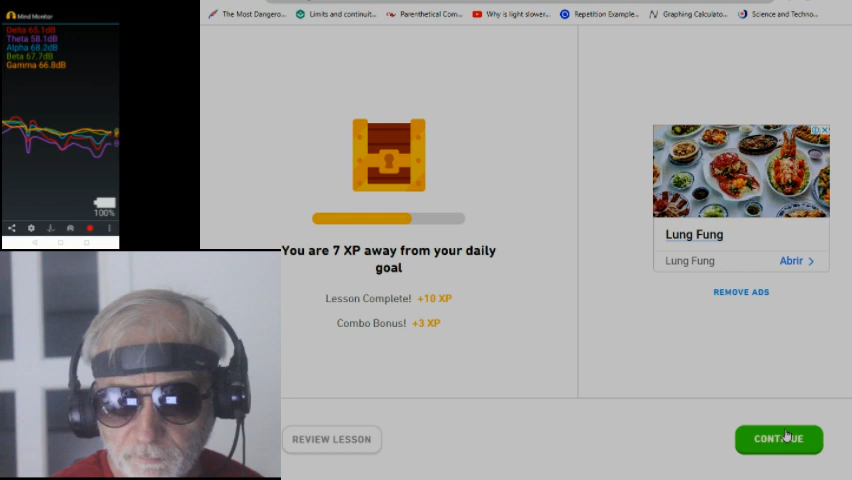 Mind Monitor
Delta 65.1dB
Theta 58.1dB
Alpha 68.2dB
Beta 67.7dB
Gamma 66.8dB
100%
The Most Dangero...
Limits and continuit...
Parenthetical Com...
Why is light slower...
Repetition Example...
Graphing Calculato...
Science and Techno...
You are 7 XP away from your daily
goal
Lesson Complete! +10 XP
Combo Bonus! +3 XP
Lung Fung
Lung Fung Abrir >
REMOVE ADS
REVIEW LESSON
CONTINUE